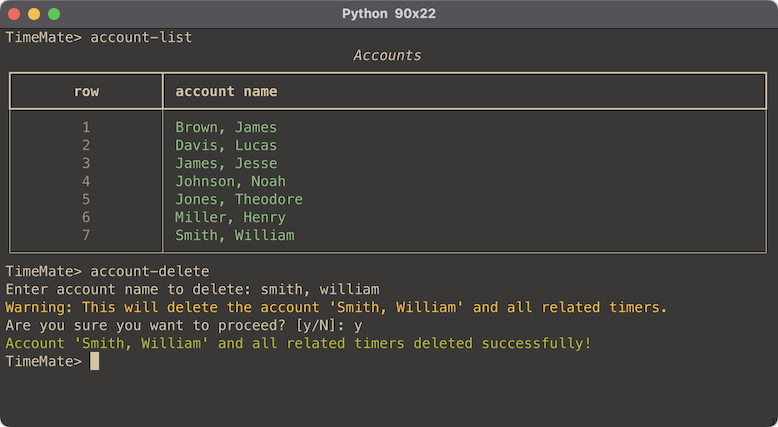 Python 90x22
TimeMate> account-list
Accounts
row account name
1 Brown, James
2 Davis, Lucas
3 James, Jesse
4 Johnson, Noah
5 Jones, Theodore
6 Miller, Henry
7 Smith, William
TimeMate> account-delete
Enter account name to delete: smith, william
Warning: This will delete the account 'Smith, William' and all related timers.
Are you sure you want to proceed? [y/N]: y
Account 'Smith, William' and all related timers deleted successfully!
TimeMate>